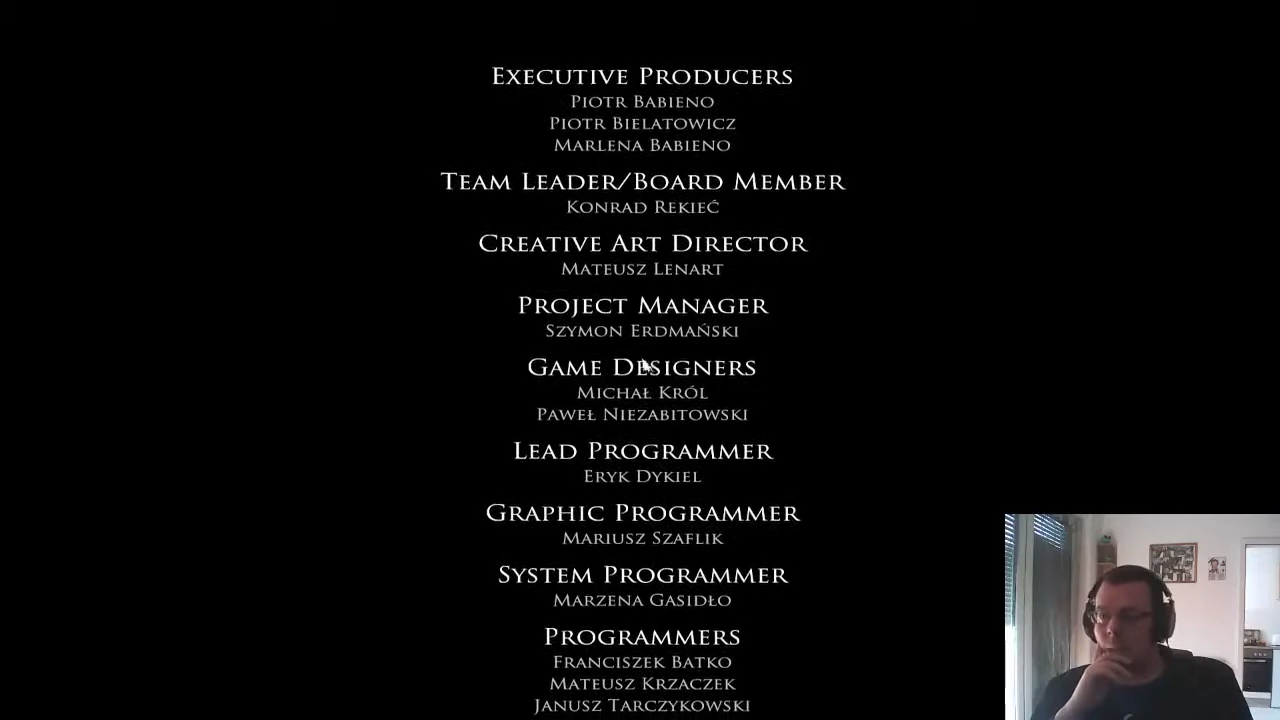 Executive Producers
Piotr Babieno
Piotr Bielatowicz
Marlena Babieno
Team Leader/Board Member
Konrad Rekieć
Creative Art Director
Mateusz Lenart
Project Manager
Szymon Erdmański
Game Designers
Michał Król
Paweł Niezabitowski
Lead Programmer
Eryk Dykiel
Graphic Programmer
Mariusz Szaflik
System Programmer
Marzena Gasidło
Programmers
Franciszek Batko
Mateusz Krzaczek
Janusz Tarczykowski